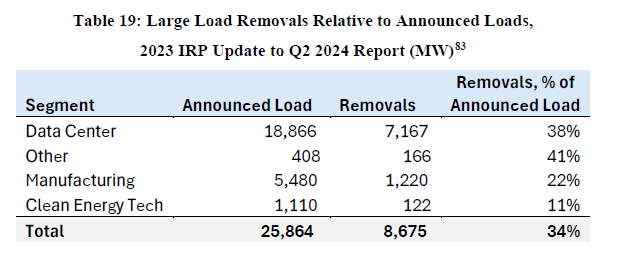 Table 19: Large Load Removals Relative to Announced Loads,
2023 IRP Update to Q2 2024 Report (MW)83
Removals, % of
Segment Announced Load Removals Announced Load
Data Center 18,866 7,167 38%
Other 408 166 41%
Manufacturing 5,480 1,220 22%
Clean Energy Tech 1,110 122 11%
Total 25,864 8,675 34%